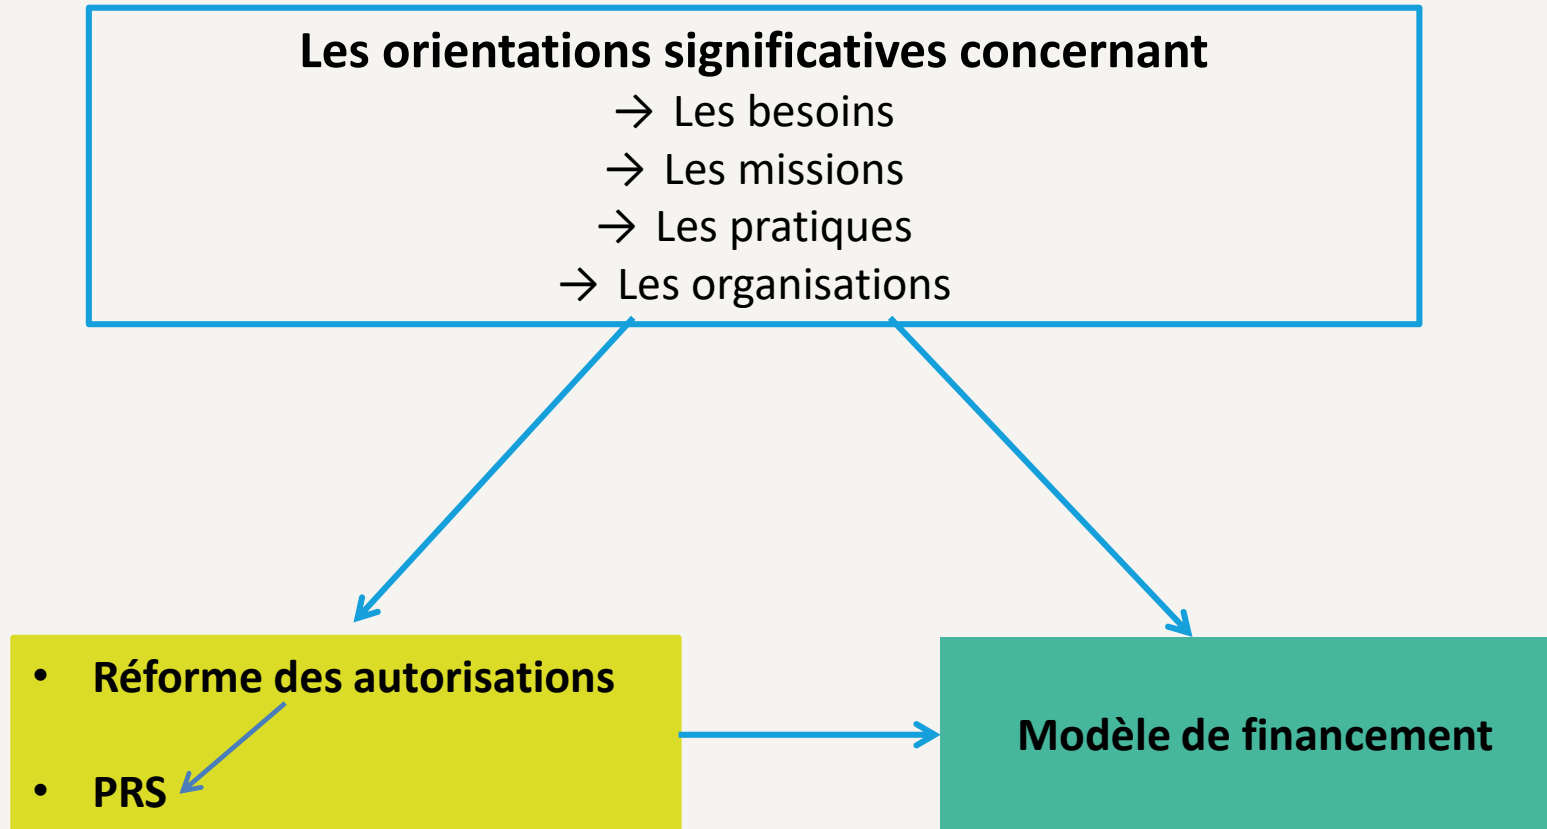 Les orientations significatives concernant
→ Les besoins
→ Les missions
→ Les pratiques
→ Les organisations
• Réforme des autorisations
• PRS
Modèle de financement